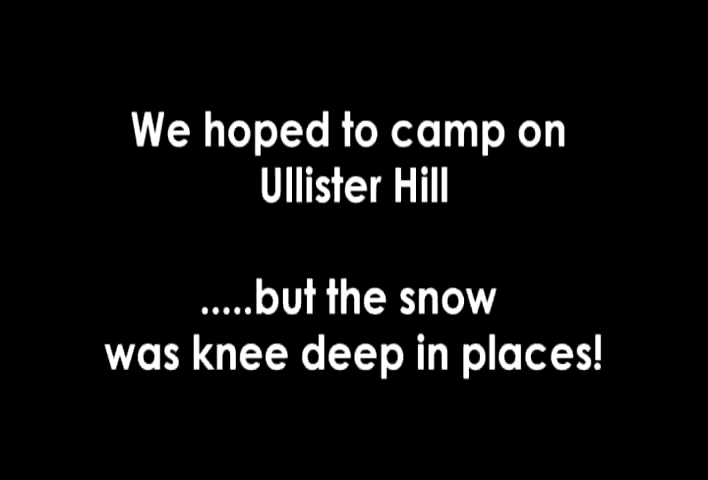 We hoped to camp on
Ullister Hill
.....but the snow
was knee deep in places!